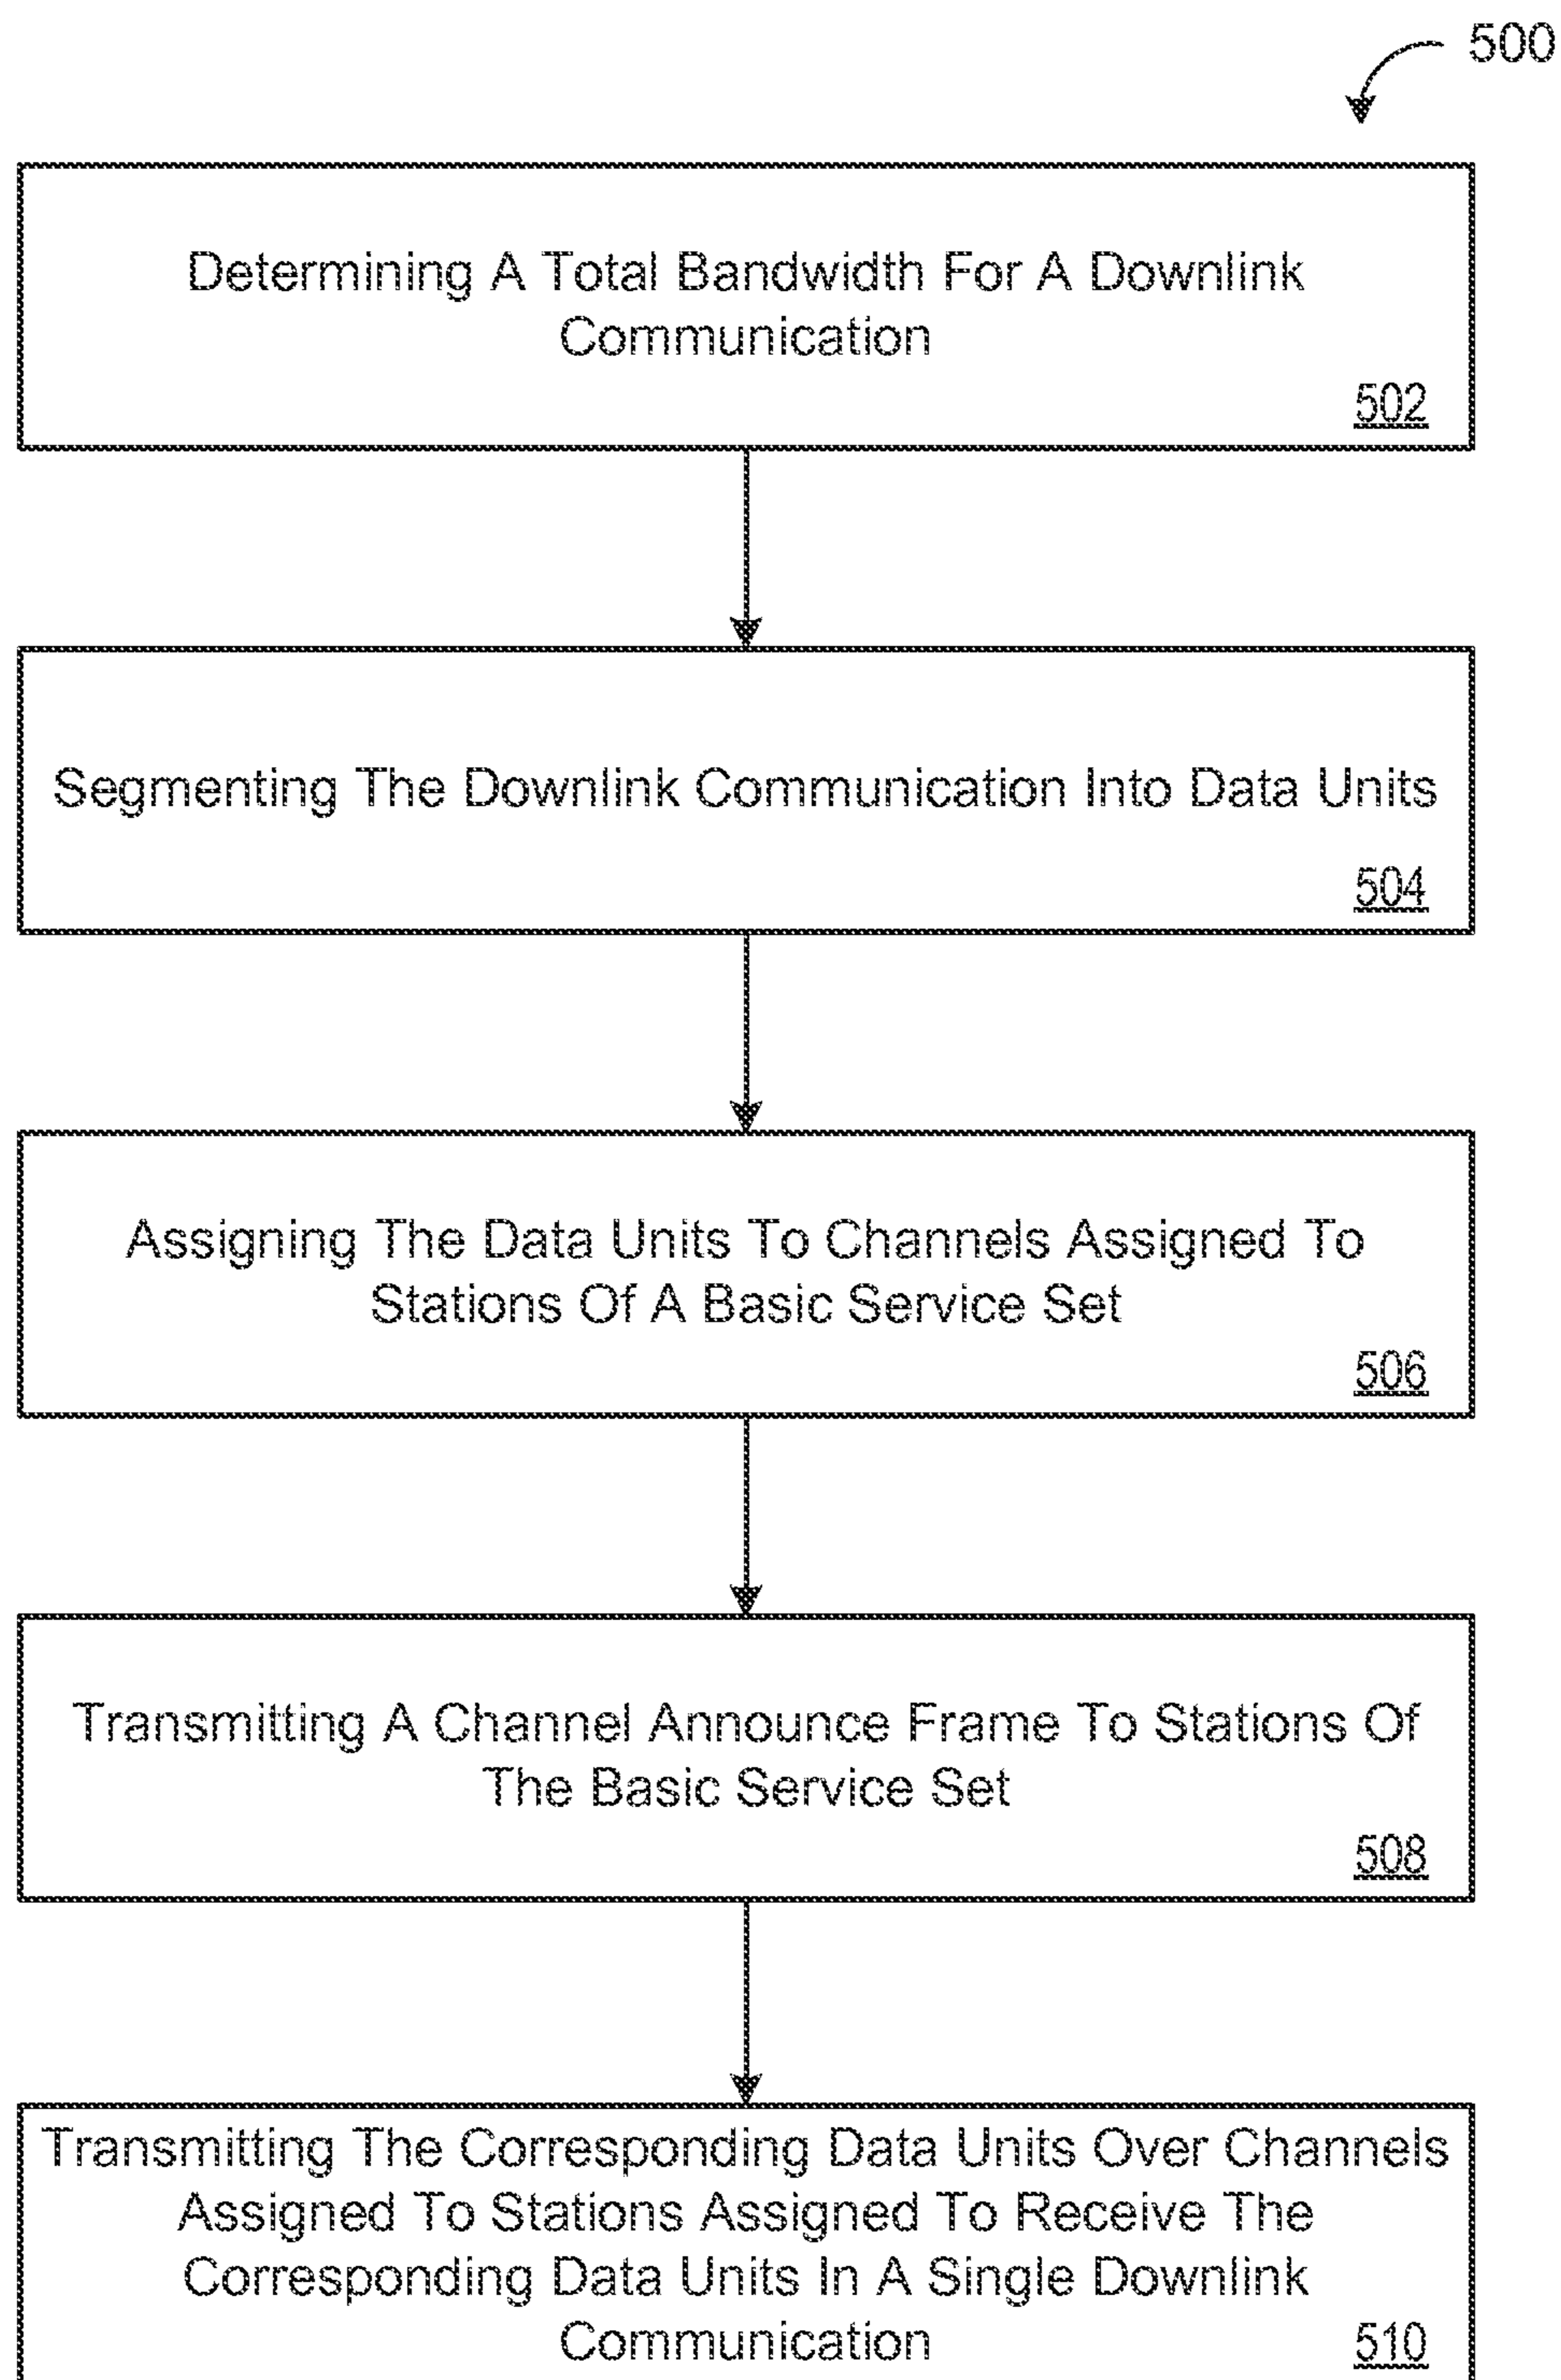 500
Determining A Total Bandwidth For A Downlink
Communication
502
Segmenting The Downlink Communication Into Data Units
504
Assigning The Data Units To Channels Assigned To
Stations Of A Basic Service Set
506
Transmitting A Channel Announce Frame To Stations Of
The Basic Service Set
508
Transmitting The Corresponding Data Units Over Channels
Assigned To Stations Assigned To Receive The
Corresponding Data Units In A Single Downlink
Communication
510